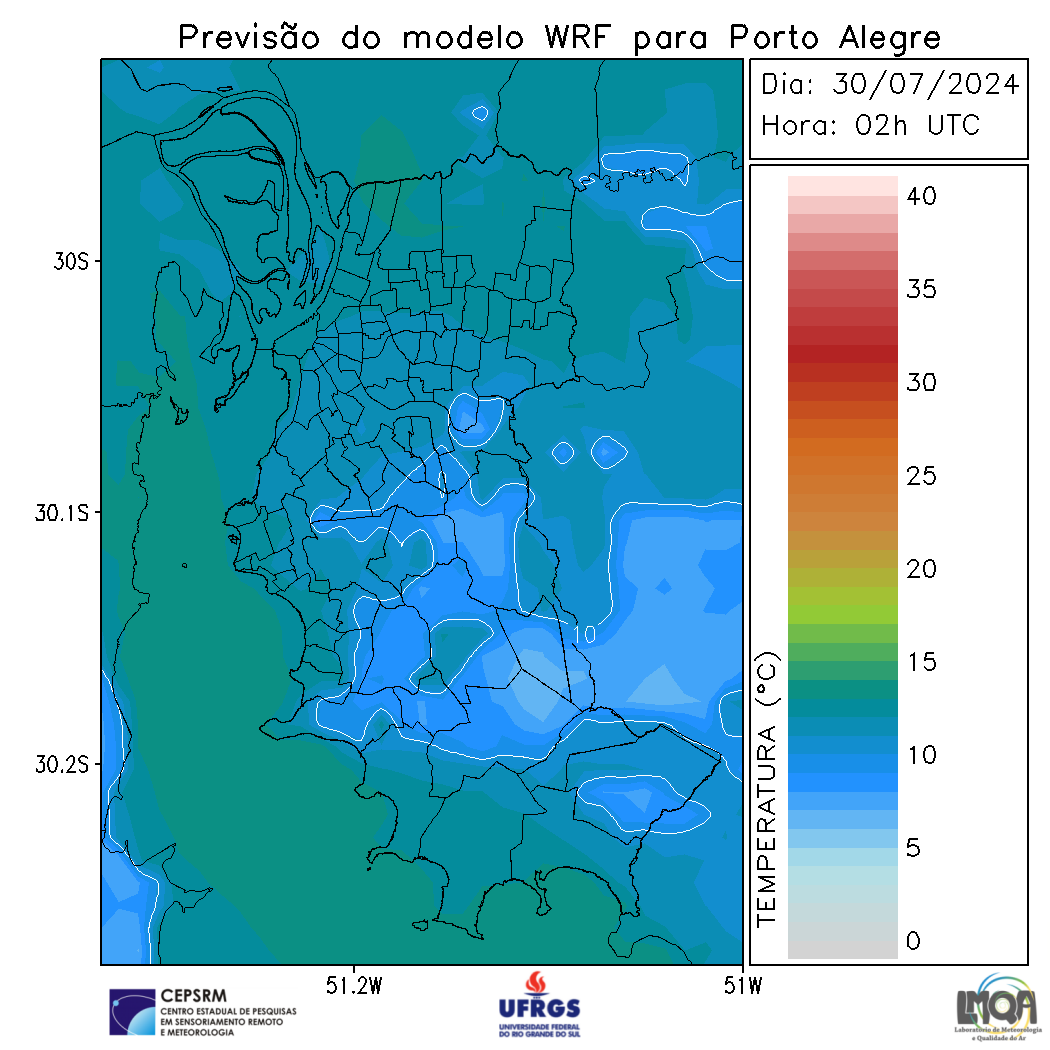 Previsão do modelo WRF para Porto Alegre
Dia: 30/07/2024
Hora: 02h UTC
40
35
30
25
20
15
10
5
0
TEMPERATURA (°C)
30S
30.1S
30.2S
51.2W
51W
CEPSRM
CENTRO ESTADUAL DE PESQUISAS
EM SENSORIAMENTO REMOTO
E METEOROLOGIA
UFRGS
UNIVERSIDADE FEDERAL
DO RIO GRANDE DO SUL
LMQA
Laboratório de Meteorologia
e Qualidade do Ar